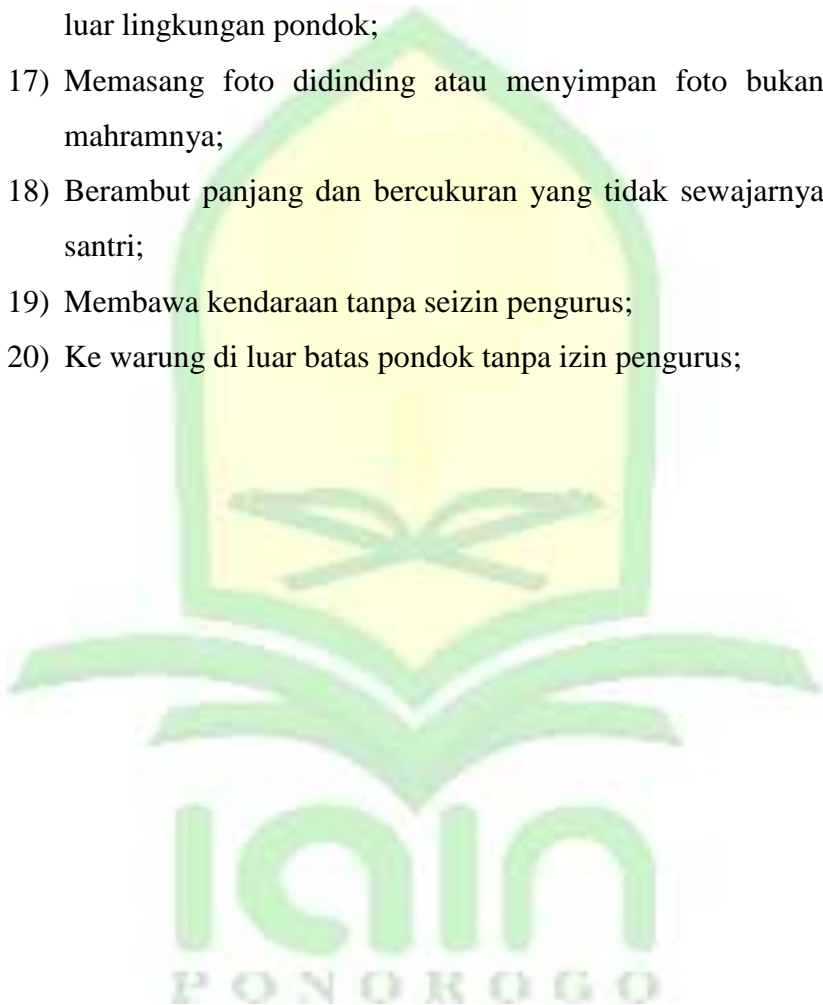 luar lingkungan pondok;
17) Memasang foto didinding atau menyimpan foto bukan
mahramnya;
18) Berambut panjang dan bercukuran yang tidak sewajarnya
santri;
19) Membawa kendaraan tanpa seizin pengurus;
20) Ke warung di luar batas pondok tanpa izin pengurus;
iain
PONOROGO